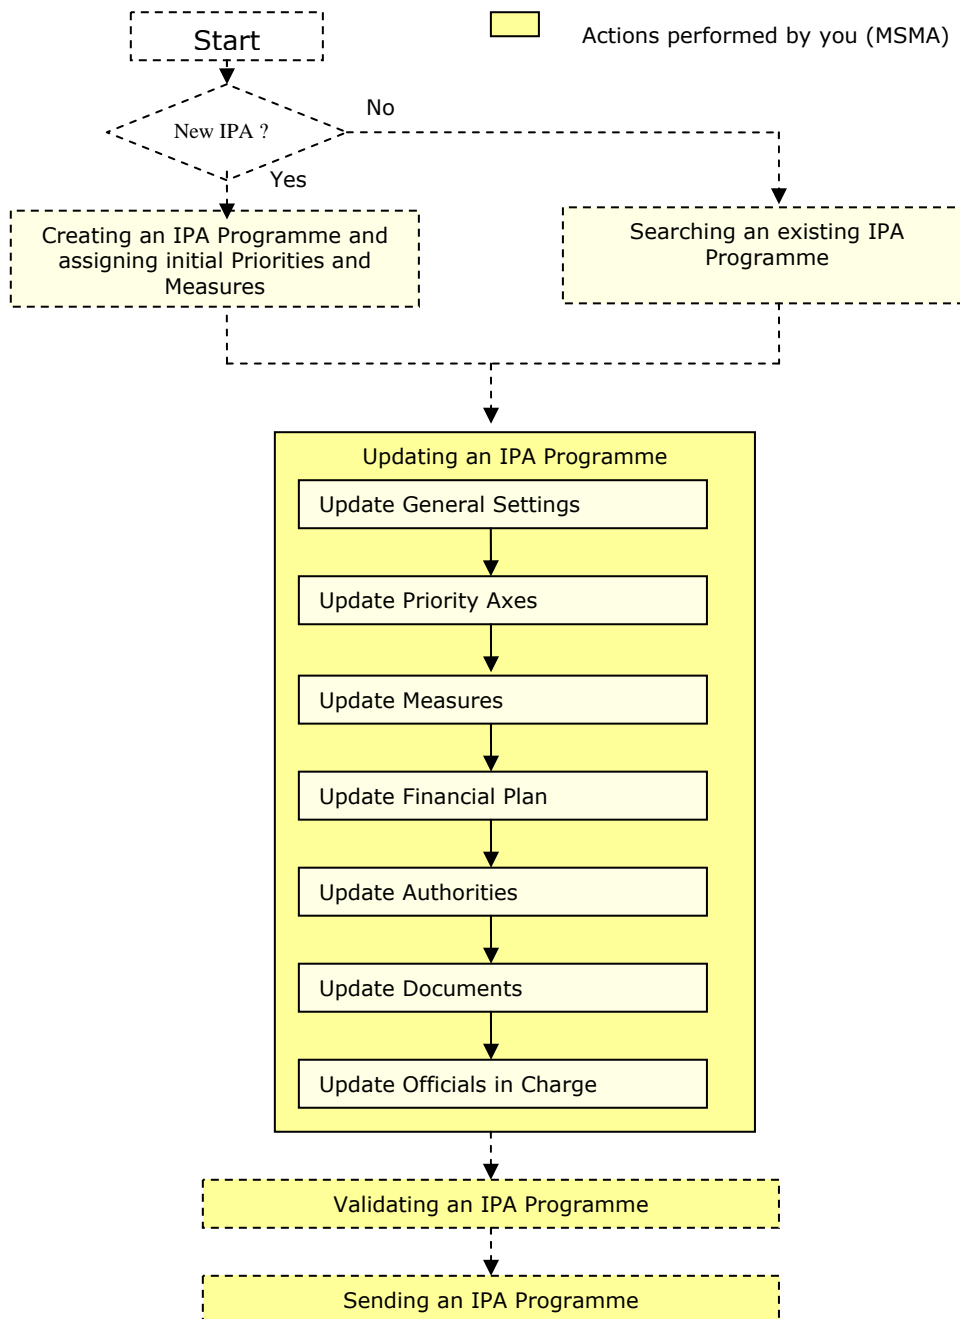 Start
Actions performed by you (MSMA)
No
New IPA ?
Yes
Creating an IPA Programme and
assigning initial Priorities and
Measures
Searching an existing IPA
Programme
Updating an IPA Programme
Update General Settings
Update Priority Axes
Update Measures
Update Financial Plan
Update Authorities
Update Documents
Update Officials in Charge
Validating an IPA Programme
Sending an IPA Programme